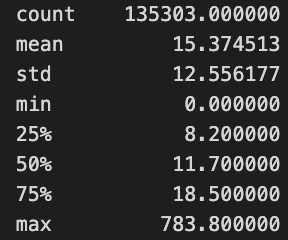 count 135303.000000
mean 15.374513
std 12.556177
min 0.000000
25% 8.200000
50% 11.700000
75% 18.500000
max 783.800000